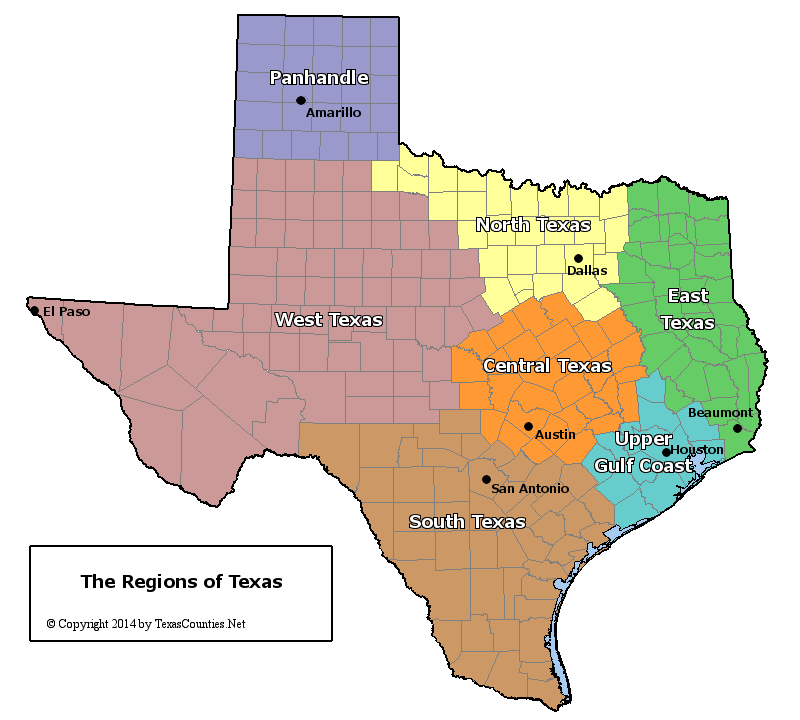 Panhandle
Amarillo
North Texas
Dallas
East
Texas
El Paso
West Texas
Central Texas
Beaumont
Austin
Upper
Gulf Coast
Houston
San Antonio
South Texas
The Regions of Texas
© Copyright 2014 by TexasCounties.Net